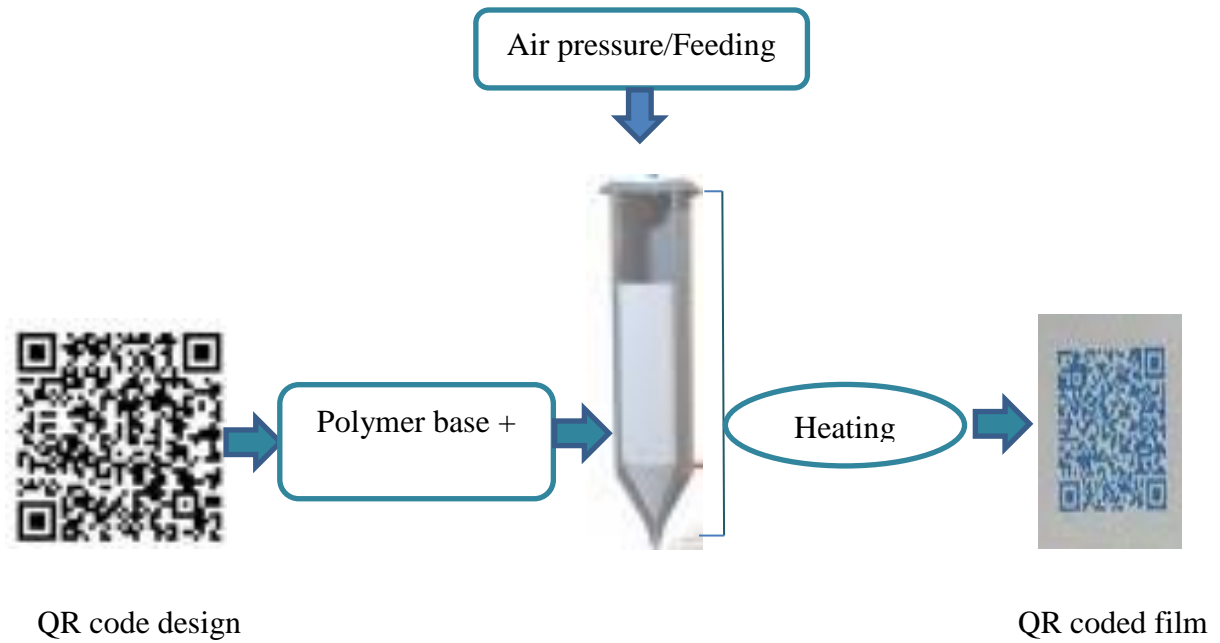 Air pressure/Feeding
Polymer base +
Heating
QR code design
QR coded film